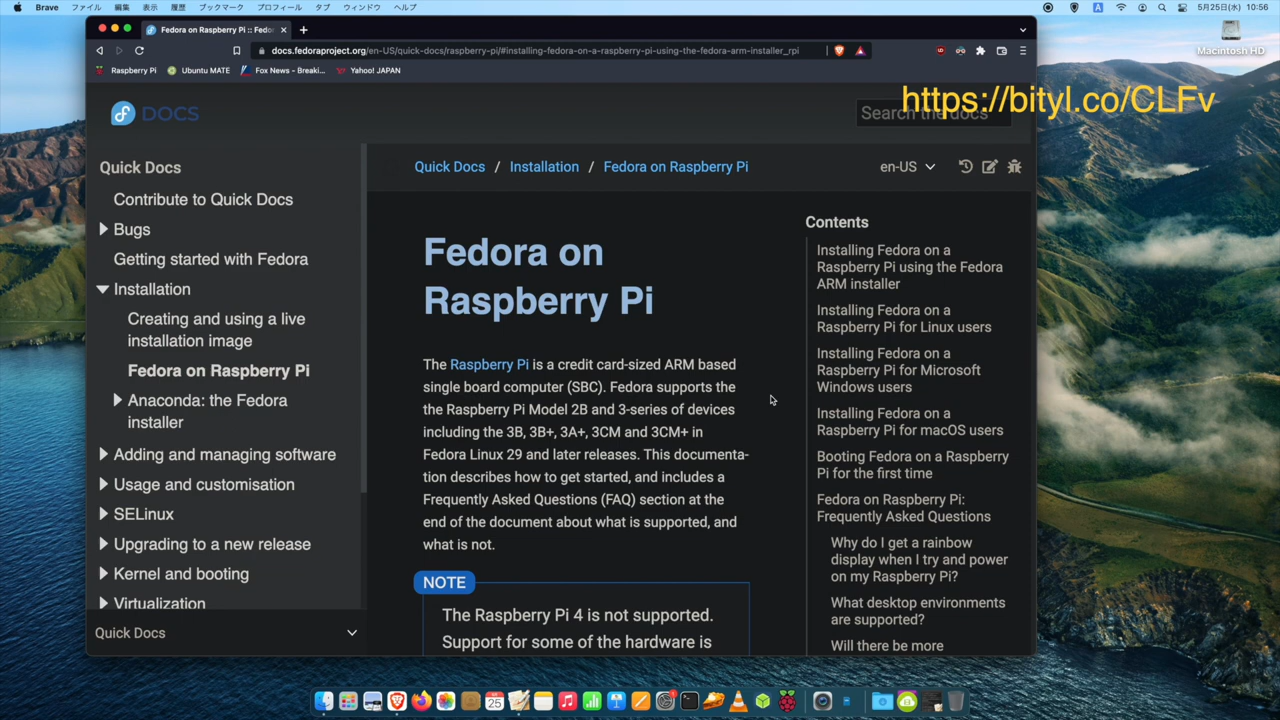 Brave ファイル 編集 表示 履歴 ブックマーク プロフィール タブ ウィンドウ ヘルプ
A 5月25日(水) 10:56
Fedora on Raspberry Pi :: Fedo
docs.fedoraproject.org/en-US/quick-docs/raspberry-pi/#installing-fedora-on-a-raspberry-pi-using-the-fedora-arm-installer_rpi
Raspberry Pi Ubuntu MATE Fox News - Breaki... Yahoo! JAPAN
Macintosh HD
https://bityl.co/CLFv
DOCS
Search the docs
Quick Docs
Contribute to Quick Docs
Bugs
Getting started with Fedora
Installation
Creating and using a live
installation image
Fedora on Raspberry Pi
Anaconda: the Fedora
installer
Adding and managing software
Usage and customisation
SELinux
Upgrading to a new release
Kernel and booting
Virtualization
Quick Docs
Quick Docs / Installation / Fedora on Raspberry Pi
en-US
Fedora on
Raspberry Pi
The Raspberry Pi is a credit card-sized ARM based
single board computer (SBC). Fedora supports the
the Raspberry Pi Model 2B and 3-series of devices
including the 3B, 3B+, 3A+, 3CM and 3CM+ in
Fedora Linux 29 and later releases. This documenta-
tion describes how to get started, and includes a
Frequently Asked Questions (FAQ) section at the
end of the document about what is supported, and
what is not.
NOTE
The Raspberry Pi 4 is not supported.
Support for some of the hardware is
Contents
Installing Fedora on a
Raspberry Pi using the Fedora
ARM installer
Installing Fedora on a
Raspberry Pi for Linux users
Installing Fedora on a
Raspberry Pi for Microsoft
Windows users
Installing Fedora on a
Raspberry Pi for macOS users
Booting Fedora on a Raspberry
Pi for the first time
Fedora on Raspberry Pi:
Frequently Asked Questions
Why do I get a rainbow
display when I try and power
on my Raspberry Pi?
What desktop environments
are supported?
Will there be more